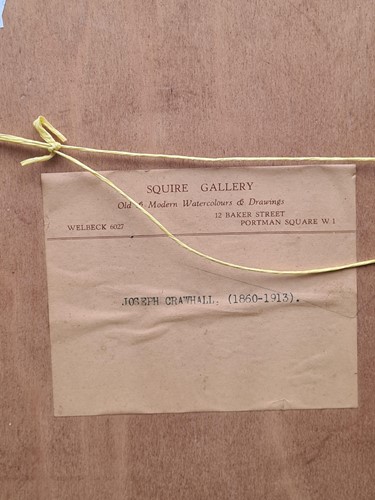 SQUIRE GALLERY
Old & Modern Watercolours & Drawings
12 BAKER STREET
WELBECK 6027 PORTMAN SQUARE W.1
JOSEPH CRAWHALL. (1860-1913).